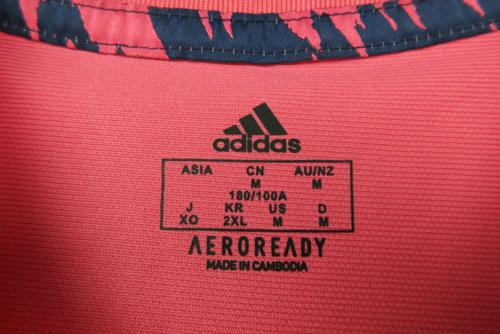 adidas
ASIA CN AU/NZ
M M
180/100A
J KR US D
XO 2XL M M
AEROREADY
MADE IN CAMBODIA